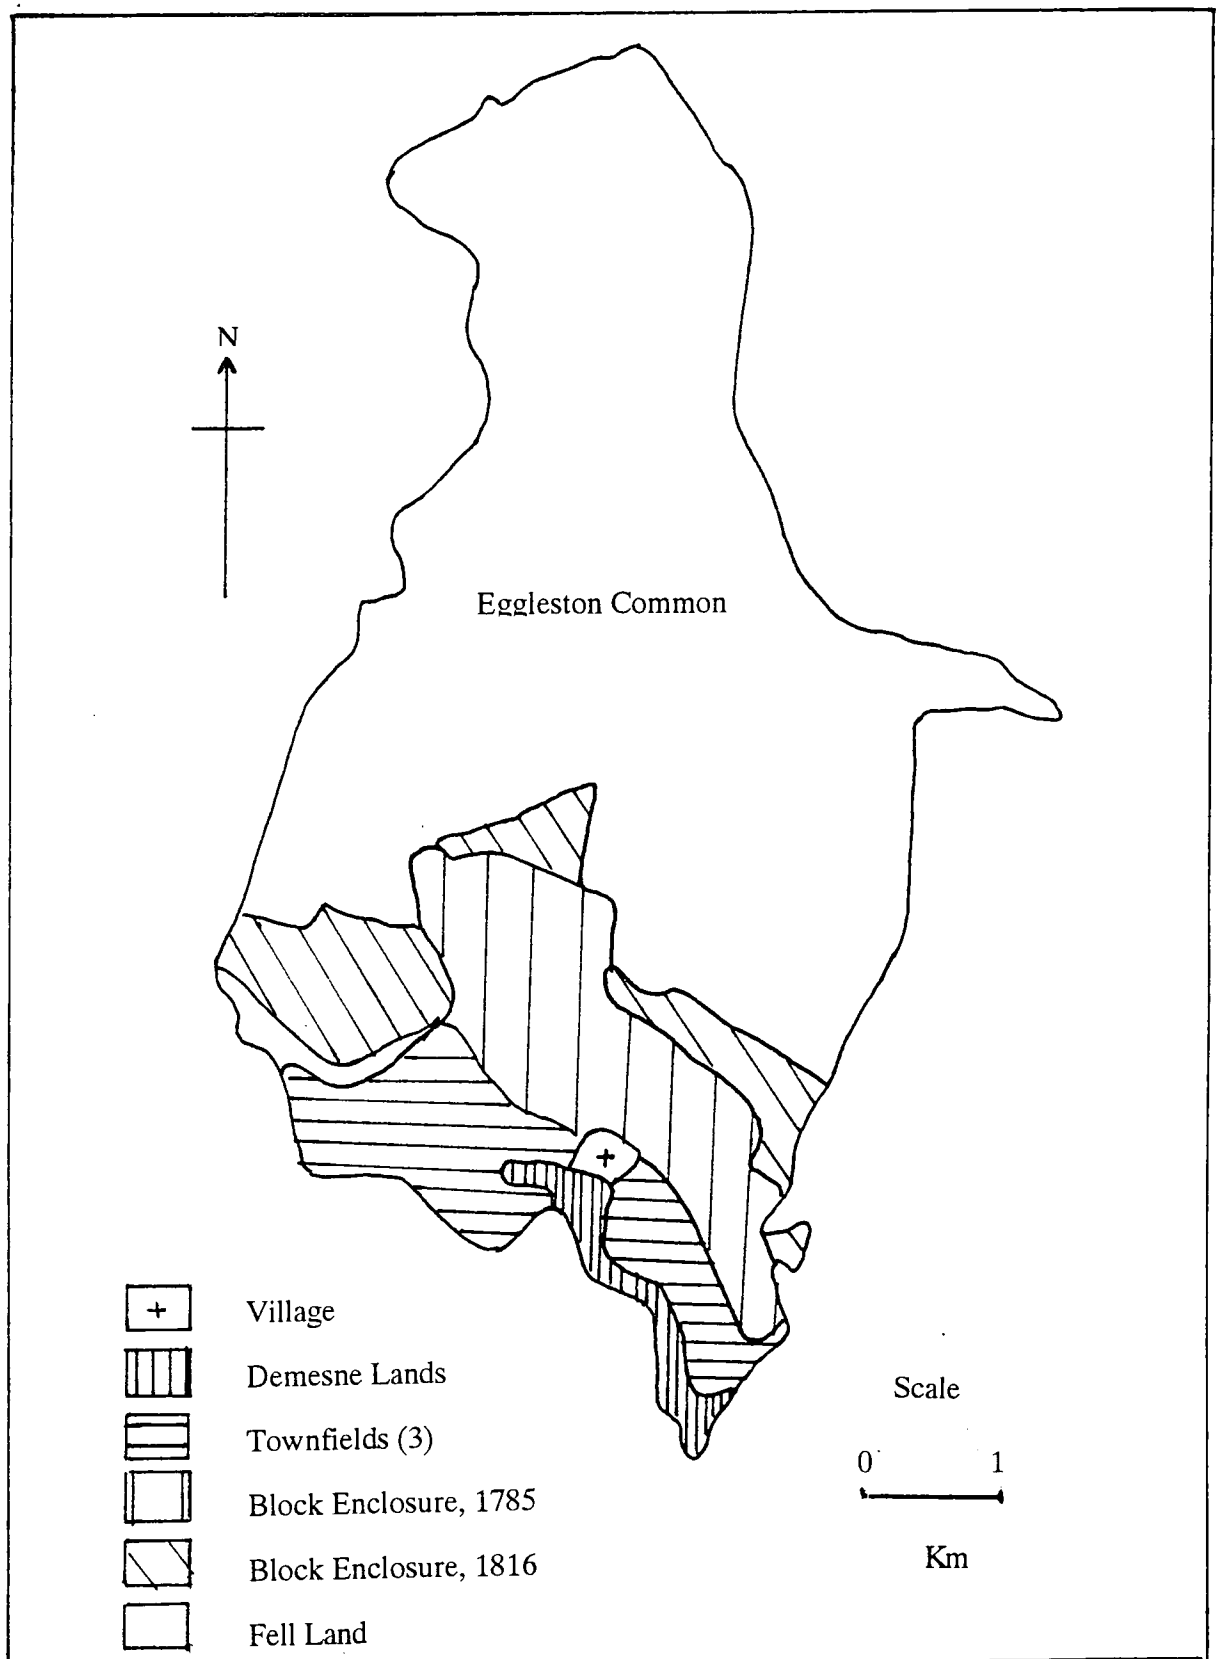 N
Eggleston Common
Village
Demesne Lands
Townfields (3)
Block Enclosure, 1785
Block Enclosure, 1816
Fell Land
Scale
0 1
Km